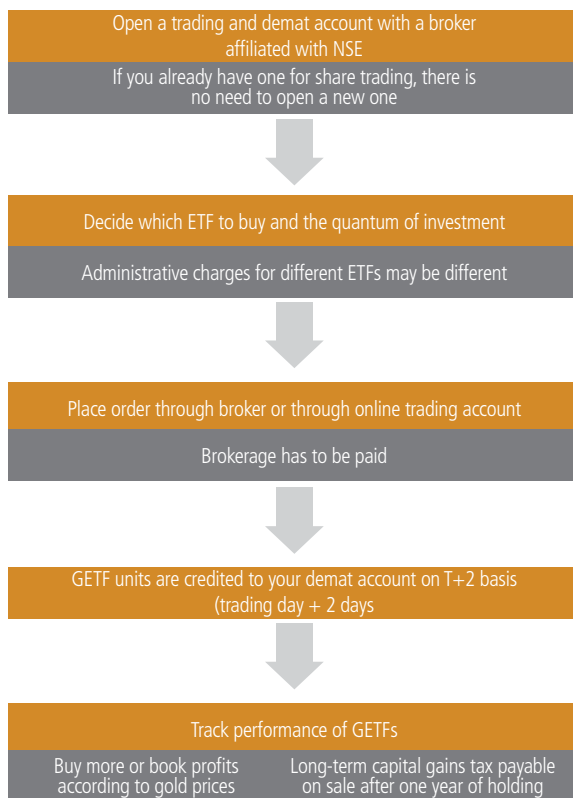 Open a trading and demat account with a broker
affiliated with NSE
If you already have one for share trading, there is
no need to open a new one
Decide which ETF to buy and the quantum of investment
Administrative charges for different ETFs may be different
Place order through broker or through online trading account
Brokerage has to be paid
GETF units are credited to your demat account on T+2 basis
(trading day + 2 days
Track performance of GETFs
Buy more or book profits
according to gold prices
Long-term capital gains tax payable
on sale after one year of holding